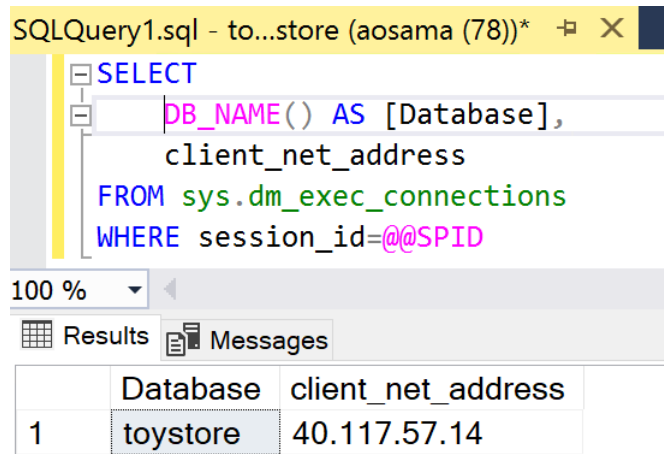 SQLQuery1.sql - to...store (aosama (78))*
SELECT
DB_NAME() AS [Database],
client_net_address
FROM sys.dm_exec_connections
WHERE session_id=@@SPID
100 %
Results Messages
Database client_net_address
1 toystore 40.117.57.14